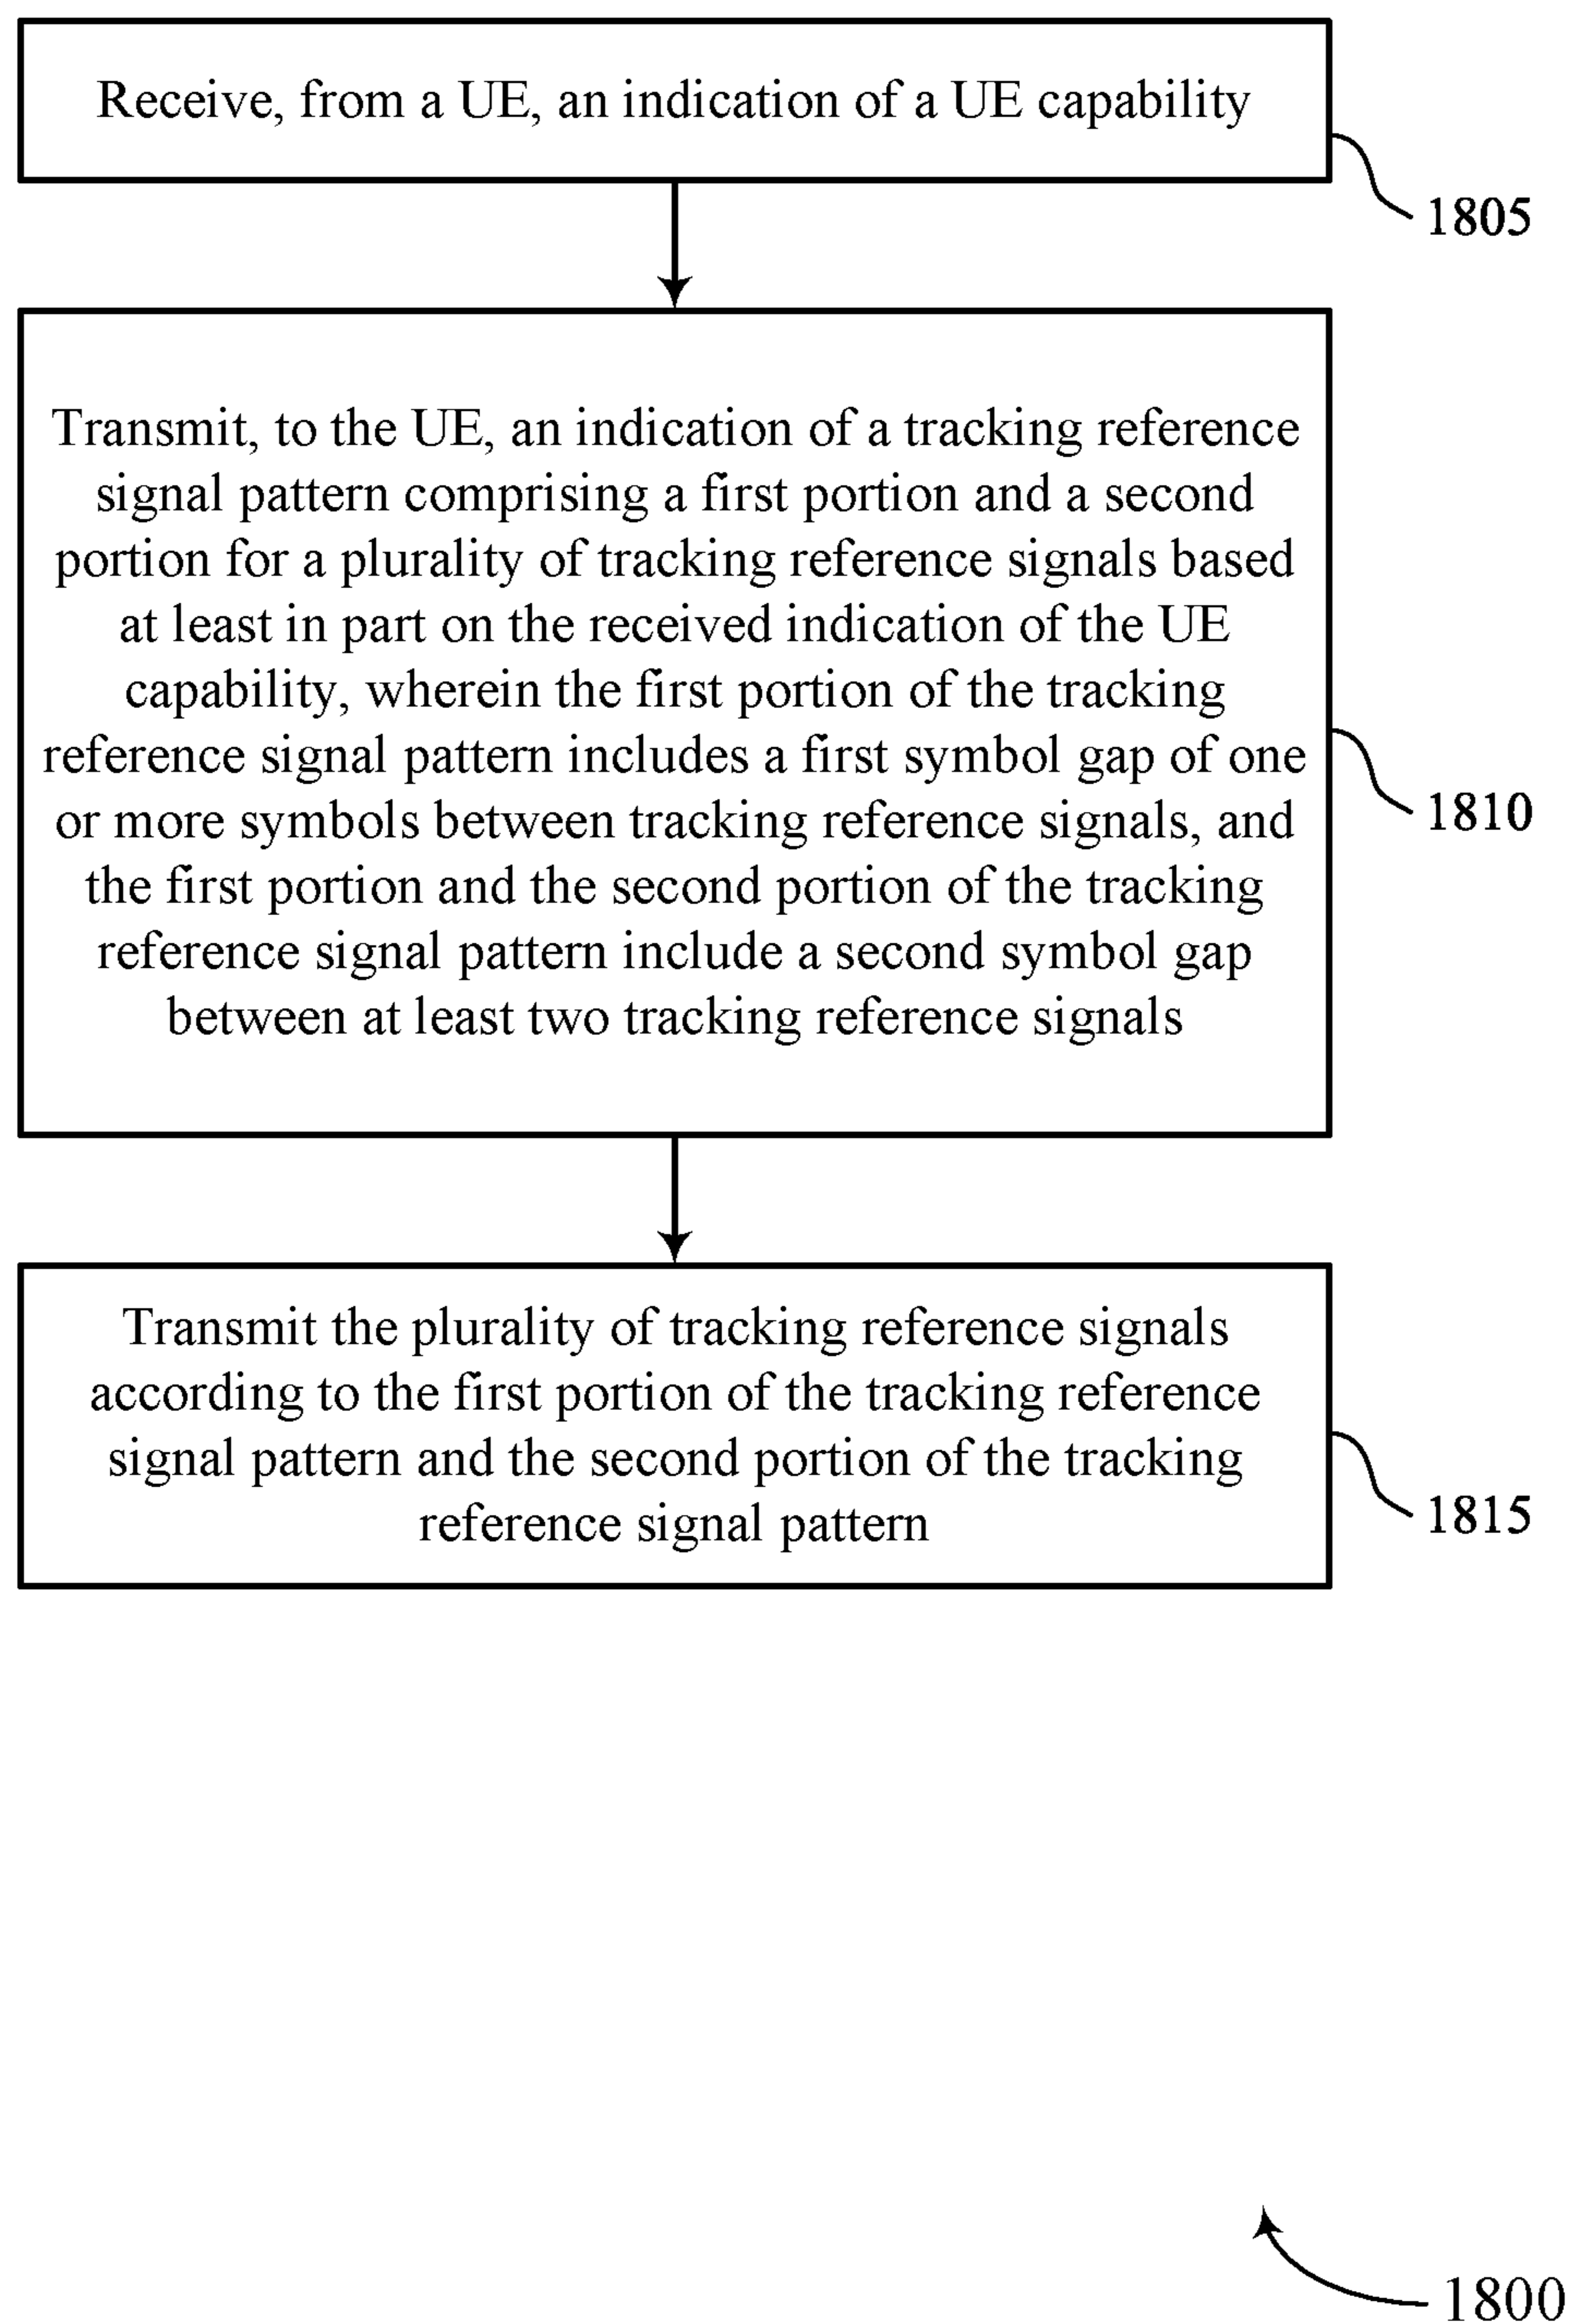 Receive, from a UE, an indication of a UE capability
1805
Transmit, to the UE, an indication of a tracking reference
signal pattern comprising a first portion and a second
portion for a plurality of tracking reference signals based
at least in part on the received indication of the UE
capability, wherein the first portion of the tracking
reference signal pattern includes a first symbol gap of one
or more symbols between tracking reference signals, and
the first portion and the second portion of the tracking
reference signal pattern include a second symbol gap
between at least two tracking reference signals
1810
Transmit the plurality of tracking reference signals
according to the first portion of the tracking reference
signal pattern and the second portion of the tracking
reference signal pattern
1815
1800